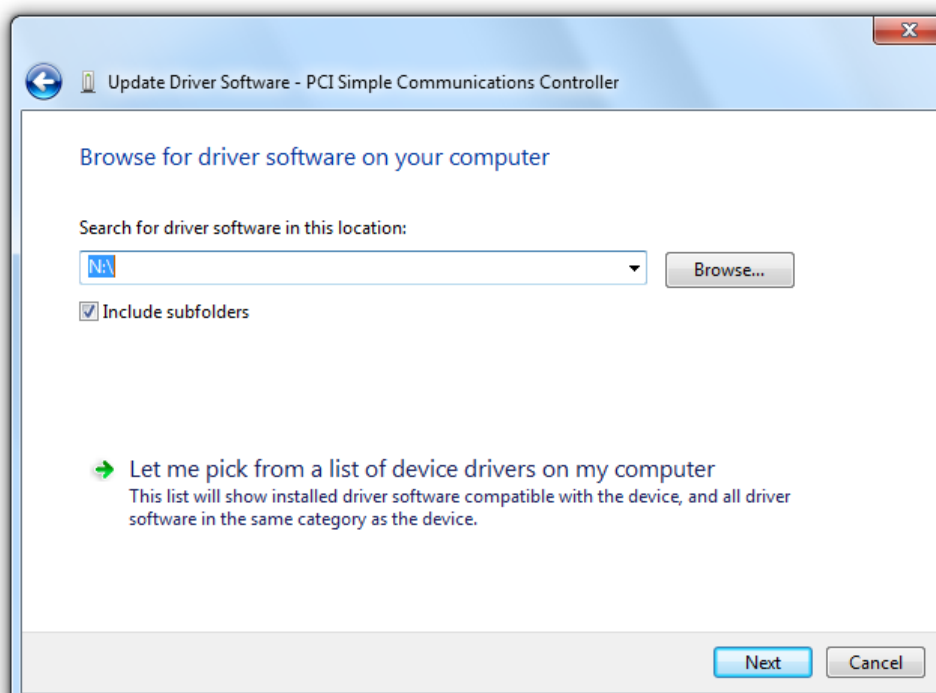 Update Driver Software - PCI Simple Communications Controller
Browse for driver software on your computer
Search for driver software in this location:
N:\
Browse...
Include subfolders
Let me pick from a list of device drivers on my computer
This list will show installed driver software compatible with the device, and all driver
software in the same category as the device.
Next
Cancel